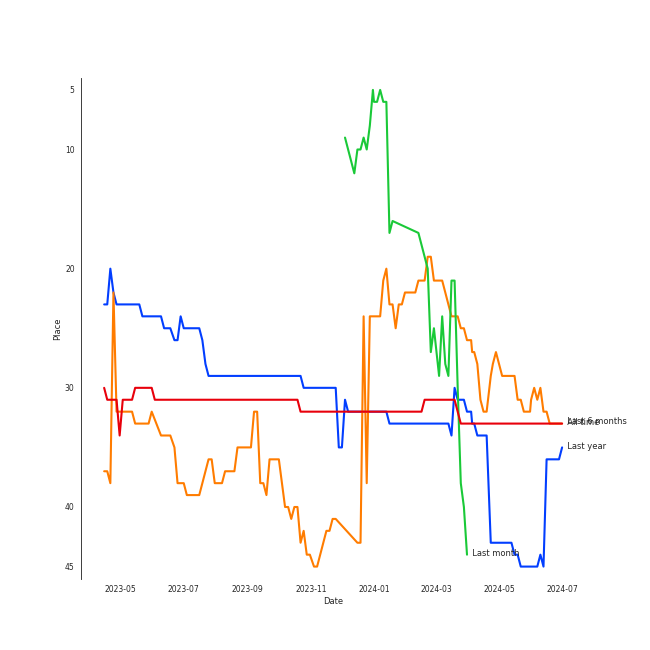 5
10
20
30
40
45
Place
2023-05
2023-07
2023-09
2023-11
2024-01
2024-03
2024-05
2024-07
Date
Last 6 months
All time
Last year
Last month